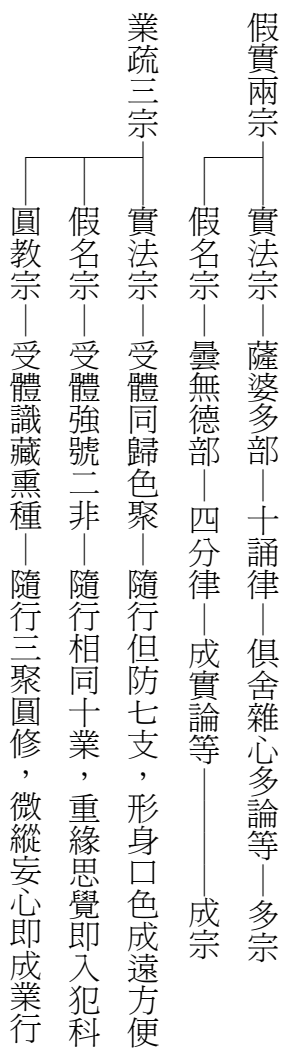 假實兩宗─實法宗─薩婆多部─十誦律─俱舍雜心多論等─多宗
假名宗─曇無德部─四分律─成實論等─成宗
業疏三宗─實法宗─受體同歸色聚─隨行但防七支，形身口色成遠方便
假名宗─受體強號二非─隨行相同十業，重緣思覺即入犯科
圓教宗─受體識藏熏種─隨行三聚圓修，微縱妄心即成業行